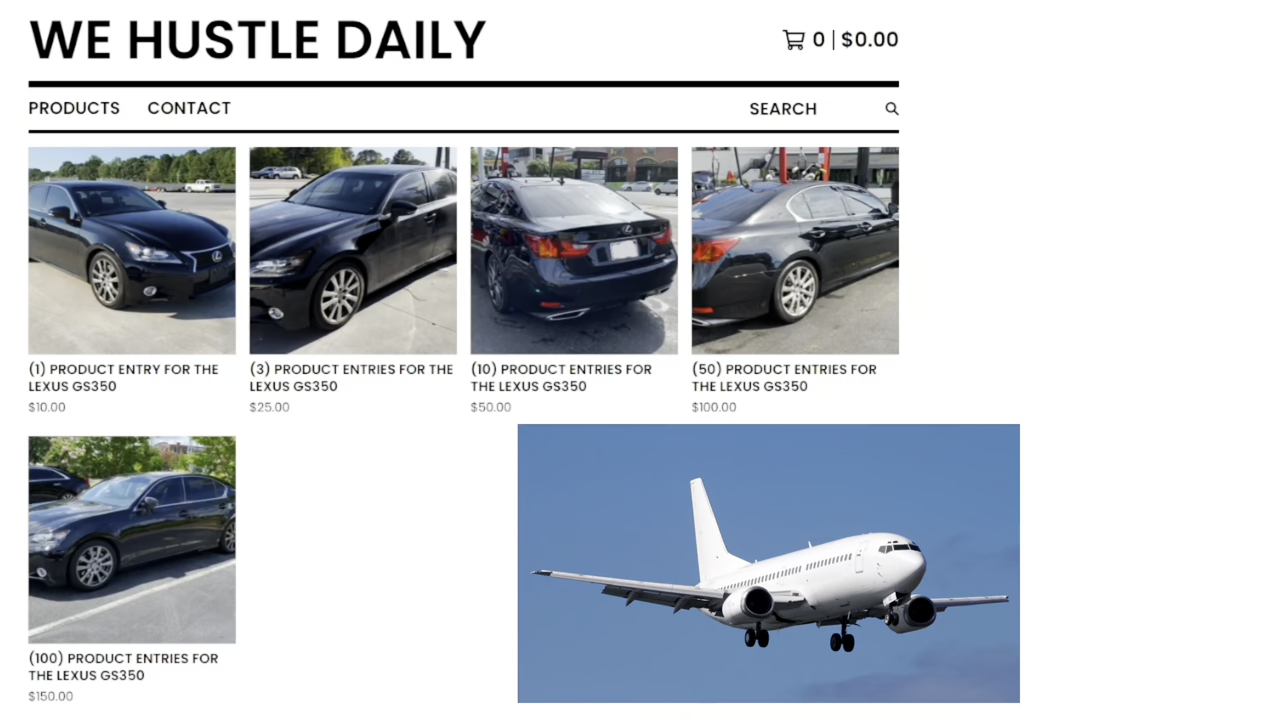 WE HUSTLE DAILY
0 | $0.00
PRODUCTS CONTACT SEARCH
(1) PRODUCT ENTRY FOR THE
LEXUS GS350
$10.00
(3) PRODUCT ENTRIES FOR THE
LEXUS GS350
$25.00
(10) PRODUCT ENTRIES FOR
THE LEXUS GS350
$50.00
(50) PRODUCT ENTRIES FOR
THE LEXUS GS350
$100.00
(100) PRODUCT ENTRIES FOR
THE LEXUS GS350
$150.00